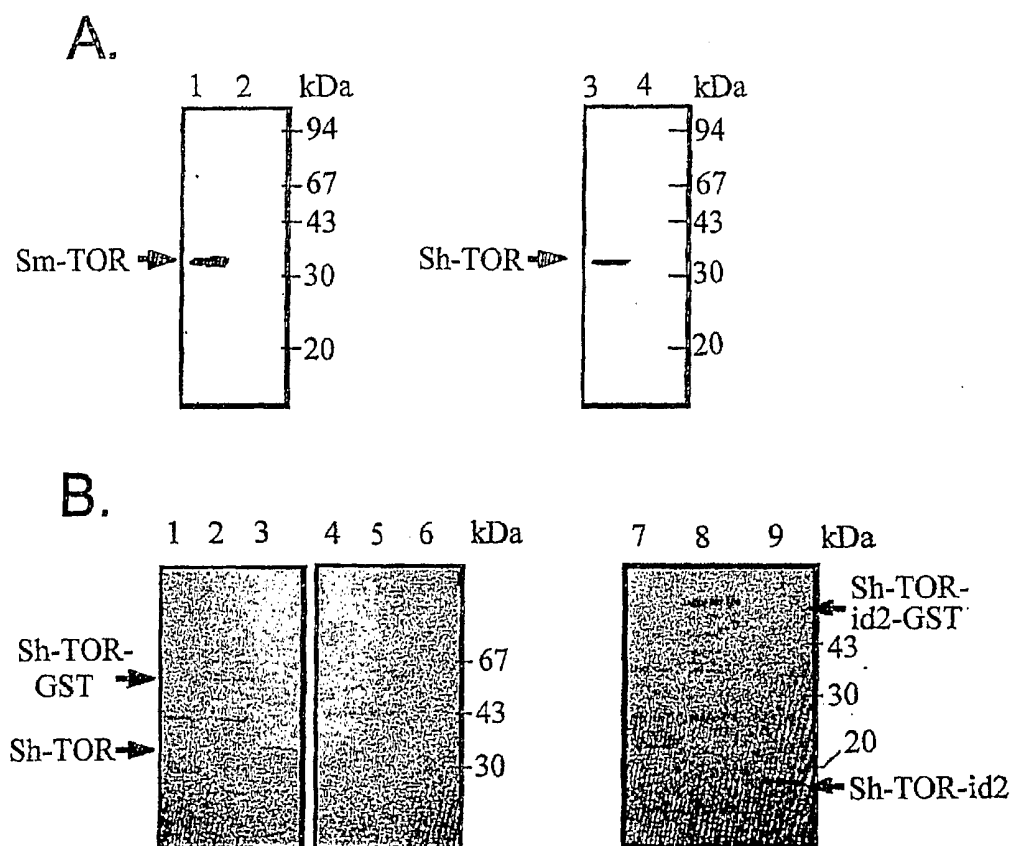 A.
1 2 kDa
94
67
43
30
20
Sm-TOR
3 4 kDa
94
67
43
30
20
Sh-TOR
B.
1 2 3 4 5 6 kDa
Sh-TOR-
GST
Sh-TOR
67
43
30
7 8 9 kDa
Sh-TOR-
id2-GST
43
30
20
Sh-TOR-id2